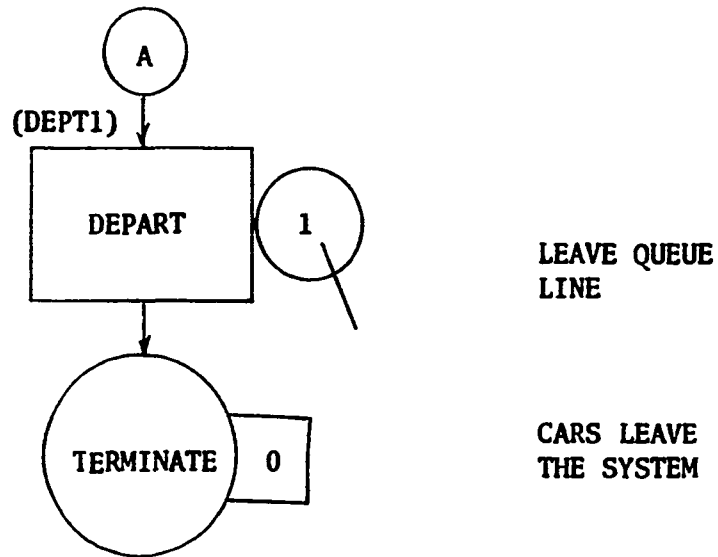 A
(DEPT1)
DEPART
1
LEAVE QUEUE
LINE
TERMINATE
0
CARS LEAVE
THE SYSTEM